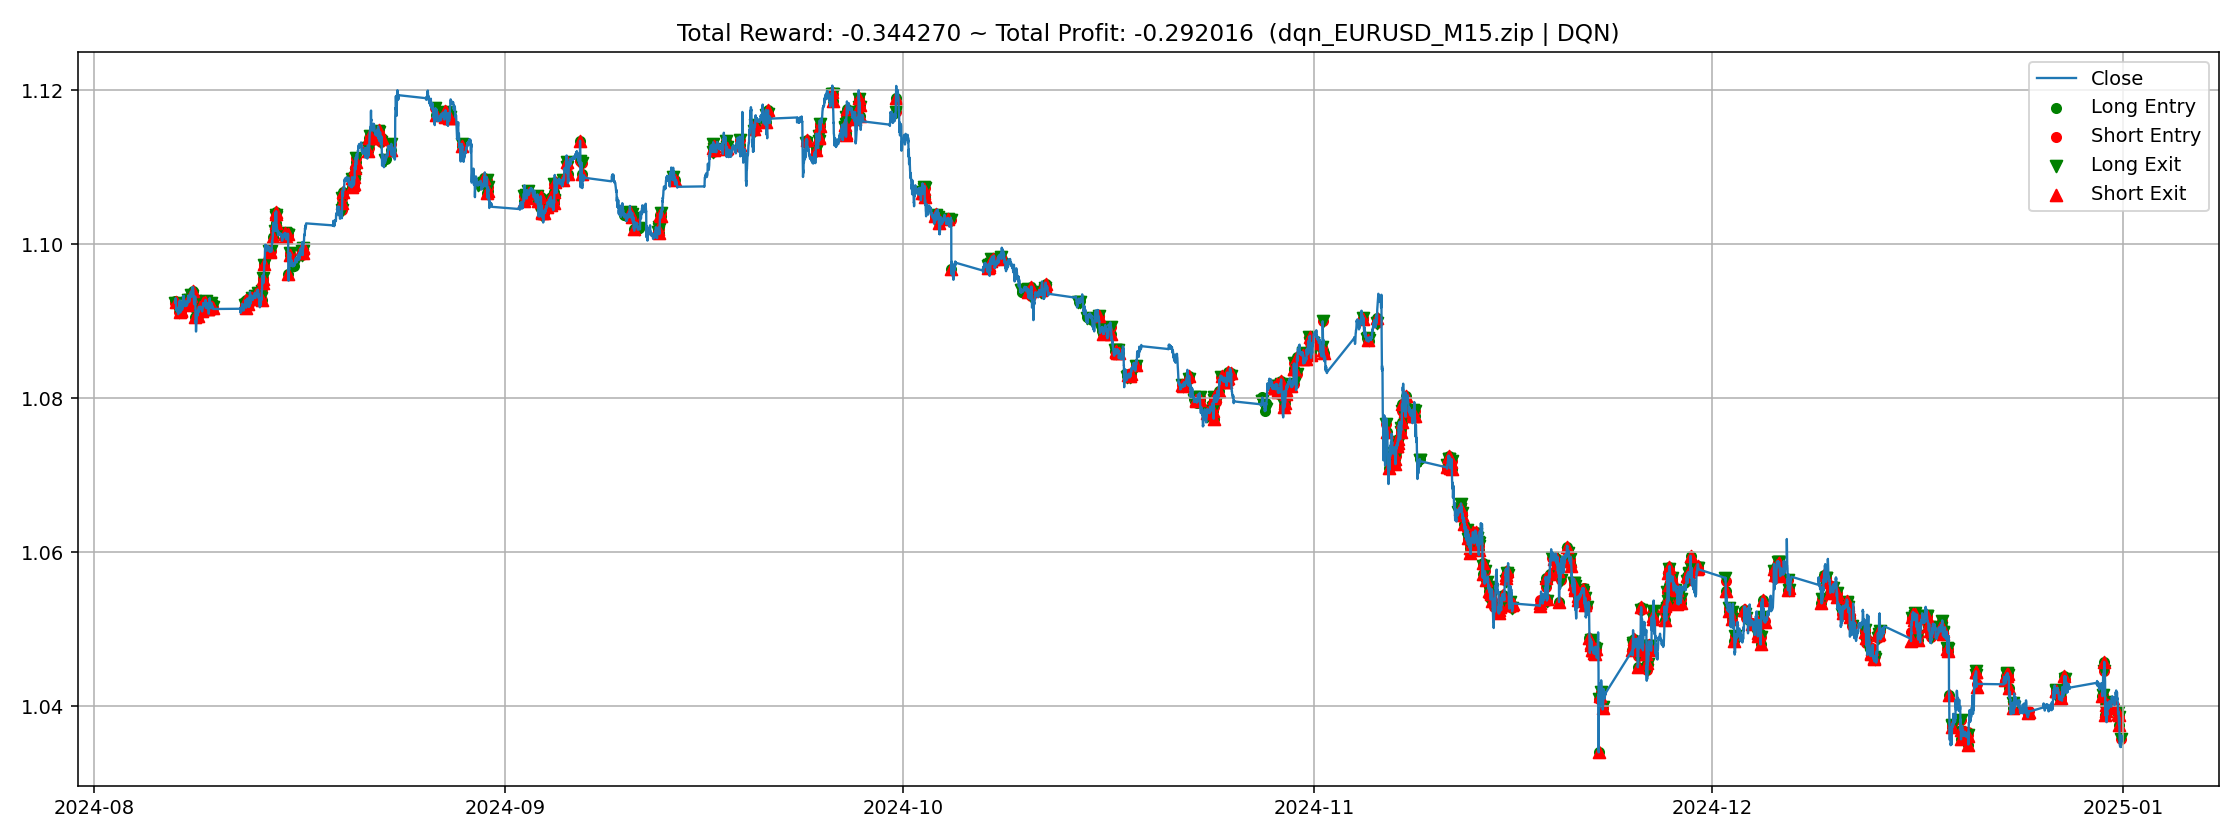 Total Reward: -0.344270 ~ Total Profit: -0.292016  (dqn_EURUSD_M15.zip | DQN)
Close
Long Entry
Short Entry
Long Exit
Short Exit
1.12
1.10
1.08
1.06
1.04
2024-08 2024-09 2024-10 2024-11 2024-12 2025-01